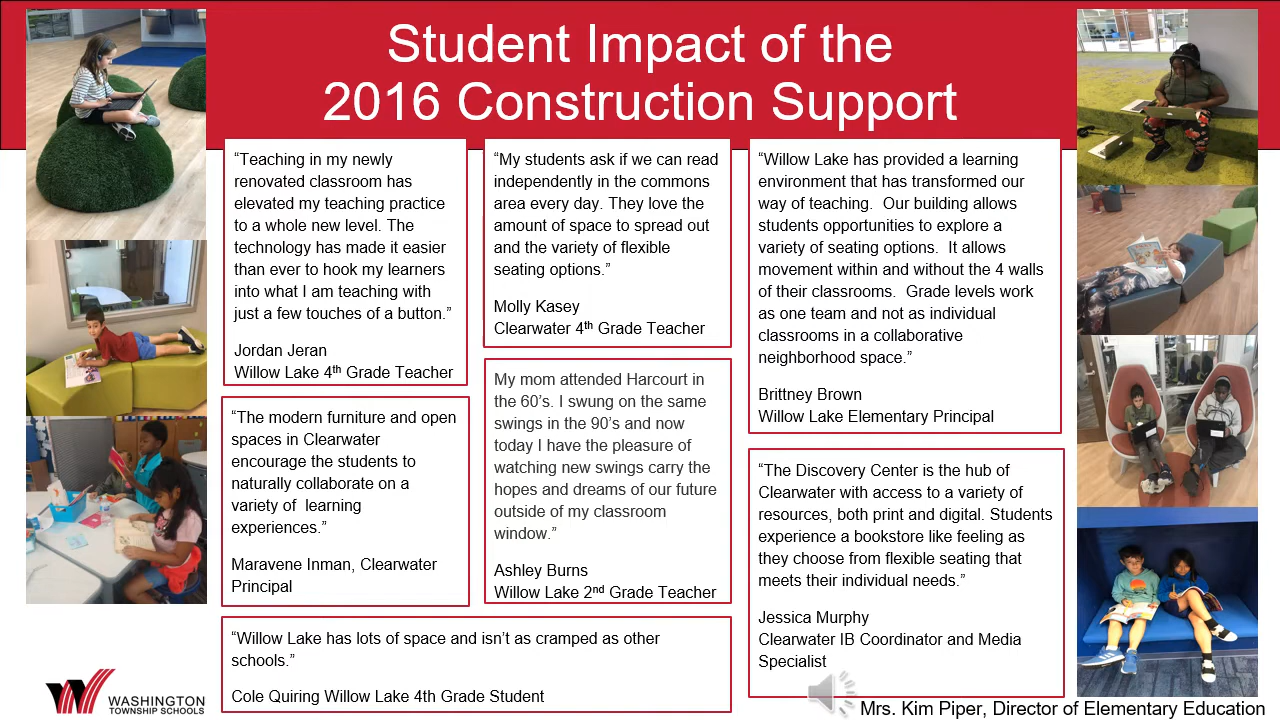 Student Impact of the
2016 Construction Support
“Teaching in my newly
renovated classroom has
elevated my teaching practice
to a whole new level. The
technology has made it easier
than ever to hook my learners
into what I am teaching with
just a few touches of a button.”
Jordan Jeran
Willow Lake 4th Grade Teacher
“The modern furniture and open
spaces in Clearwater
encourage the students to
naturally collaborate on a
variety of  learning
experiences.”
Maravene Inman, Clearwater
Principal
“My students ask if we can read
independently in the commons
area every day. They love the
amount of space to spread out
and the variety of flexible
seating options.”
Molly Kasey
Clearwater 4th Grade Teacher
My mom attended Harcourt in
the 60’s. I swung on the same
swings in the 90’s and now
today I have the pleasure of
watching new swings carry the
hopes and dreams of our future
outside of my classroom
window.”
Ashley Burns
Willow Lake 2nd Grade Teacher
“Willow Lake has lots of space and isn’t as cramped as other
schools.”
Cole Quiring Willow Lake 4th Grade Student
“Willow Lake has provided a learning
environment that has transformed our
way of teaching.  Our building allows
students opportunities to explore a
variety of seating options.  It allows
movement within and without the 4 walls
of their classrooms.  Grade levels work
as one team and not as individual
classrooms in a collaborative
neighborhood space.”
Brittney Brown
Willow Lake Elementary Principal
“The Discovery Center is the hub of
Clearwater with access to a variety of
resources, both print and digital. Students
experience a bookstore like feeling as
they choose from flexible seating that
meets their individual needs.”
Jessica Murphy
Clearwater IB Coordinator and Media
Specialist
WASHINGTON
TOWNSHIP SCHOOLS
Mrs. Kim Piper, Director of Elementary Education